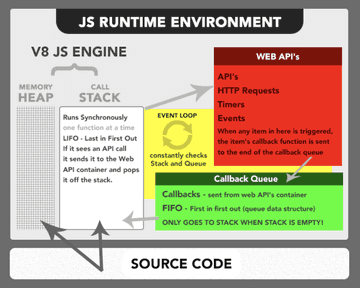 JS RUNTIME ENVIRONMENT
V8 JS ENGINE
MEMORY
HEAP
CALL
STACK
Runs Synchronously
one function at a time
LIFO - Last in First Out
If it sees an API call
it sends it to the Web
API container and pops
it off the stack.
EVENT LOOP
constantly checks
Stack and Queue
WEB API's
API's
HTTP Requests
Timers
Events
When any item in here is triggered,
the item's callback function is sent
to the end of the callback queue
Callback Queue
Callbacks - sent from web API's container
FIFO - First in first out (queue data structure)
ONLY GOES TO STACK WHEN STACK IS EMPTY!
SOURCE CODE